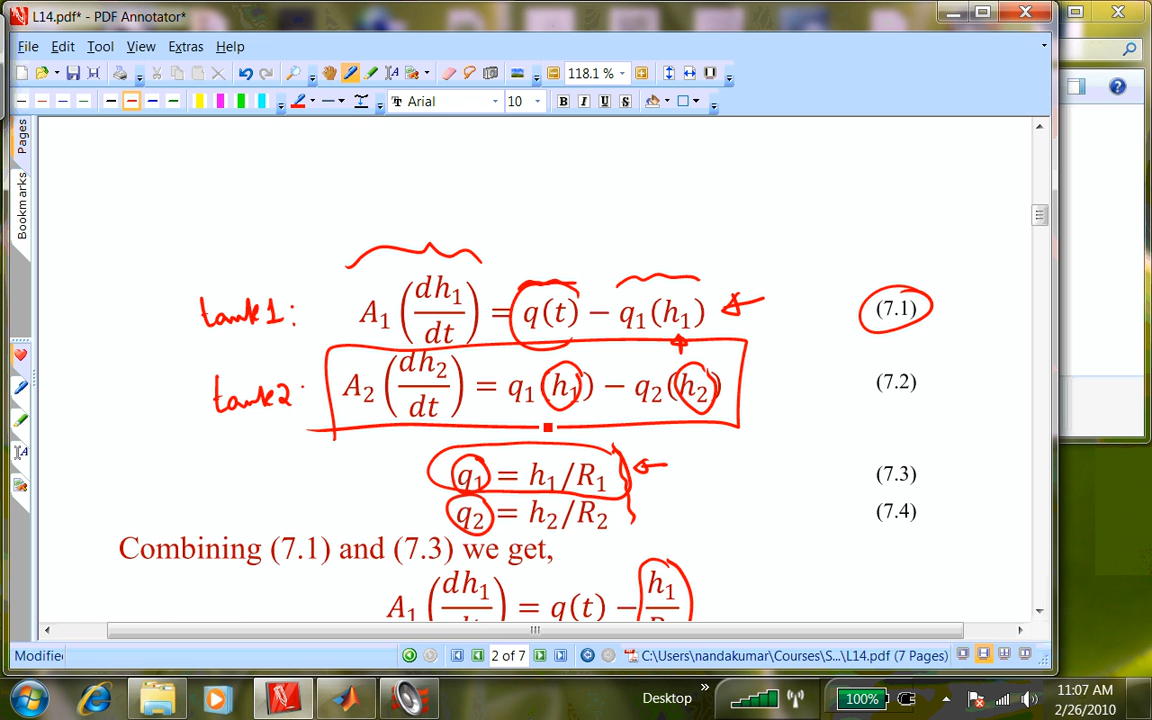 L14.pdf* - PDF Annotator*
File Edit Tool View Extras Help
118.1 %
Arial 10 B I U S
Pages
Bookmarks
tank1: A₁(dh₁/dt) = q(t) − q₁(h₁) (7.1)
tank2 A₂(dh₂/dt) = q₁(h₁)) − q₂(h₂) (7.2)
q₁ = h₁/R₁ (7.3)
q₂ = h₂/R₂ (7.4)
Combining (7.1) and (7.3) we get,
A₁(dh₁/dt) = q(t) − h₁/R
Modifie 2 of 7 C:\Users\nandakumar\Courses\S...\L14.pdf (7 Pages)
Desktop » 100% 11:07 AM
2/26/2010